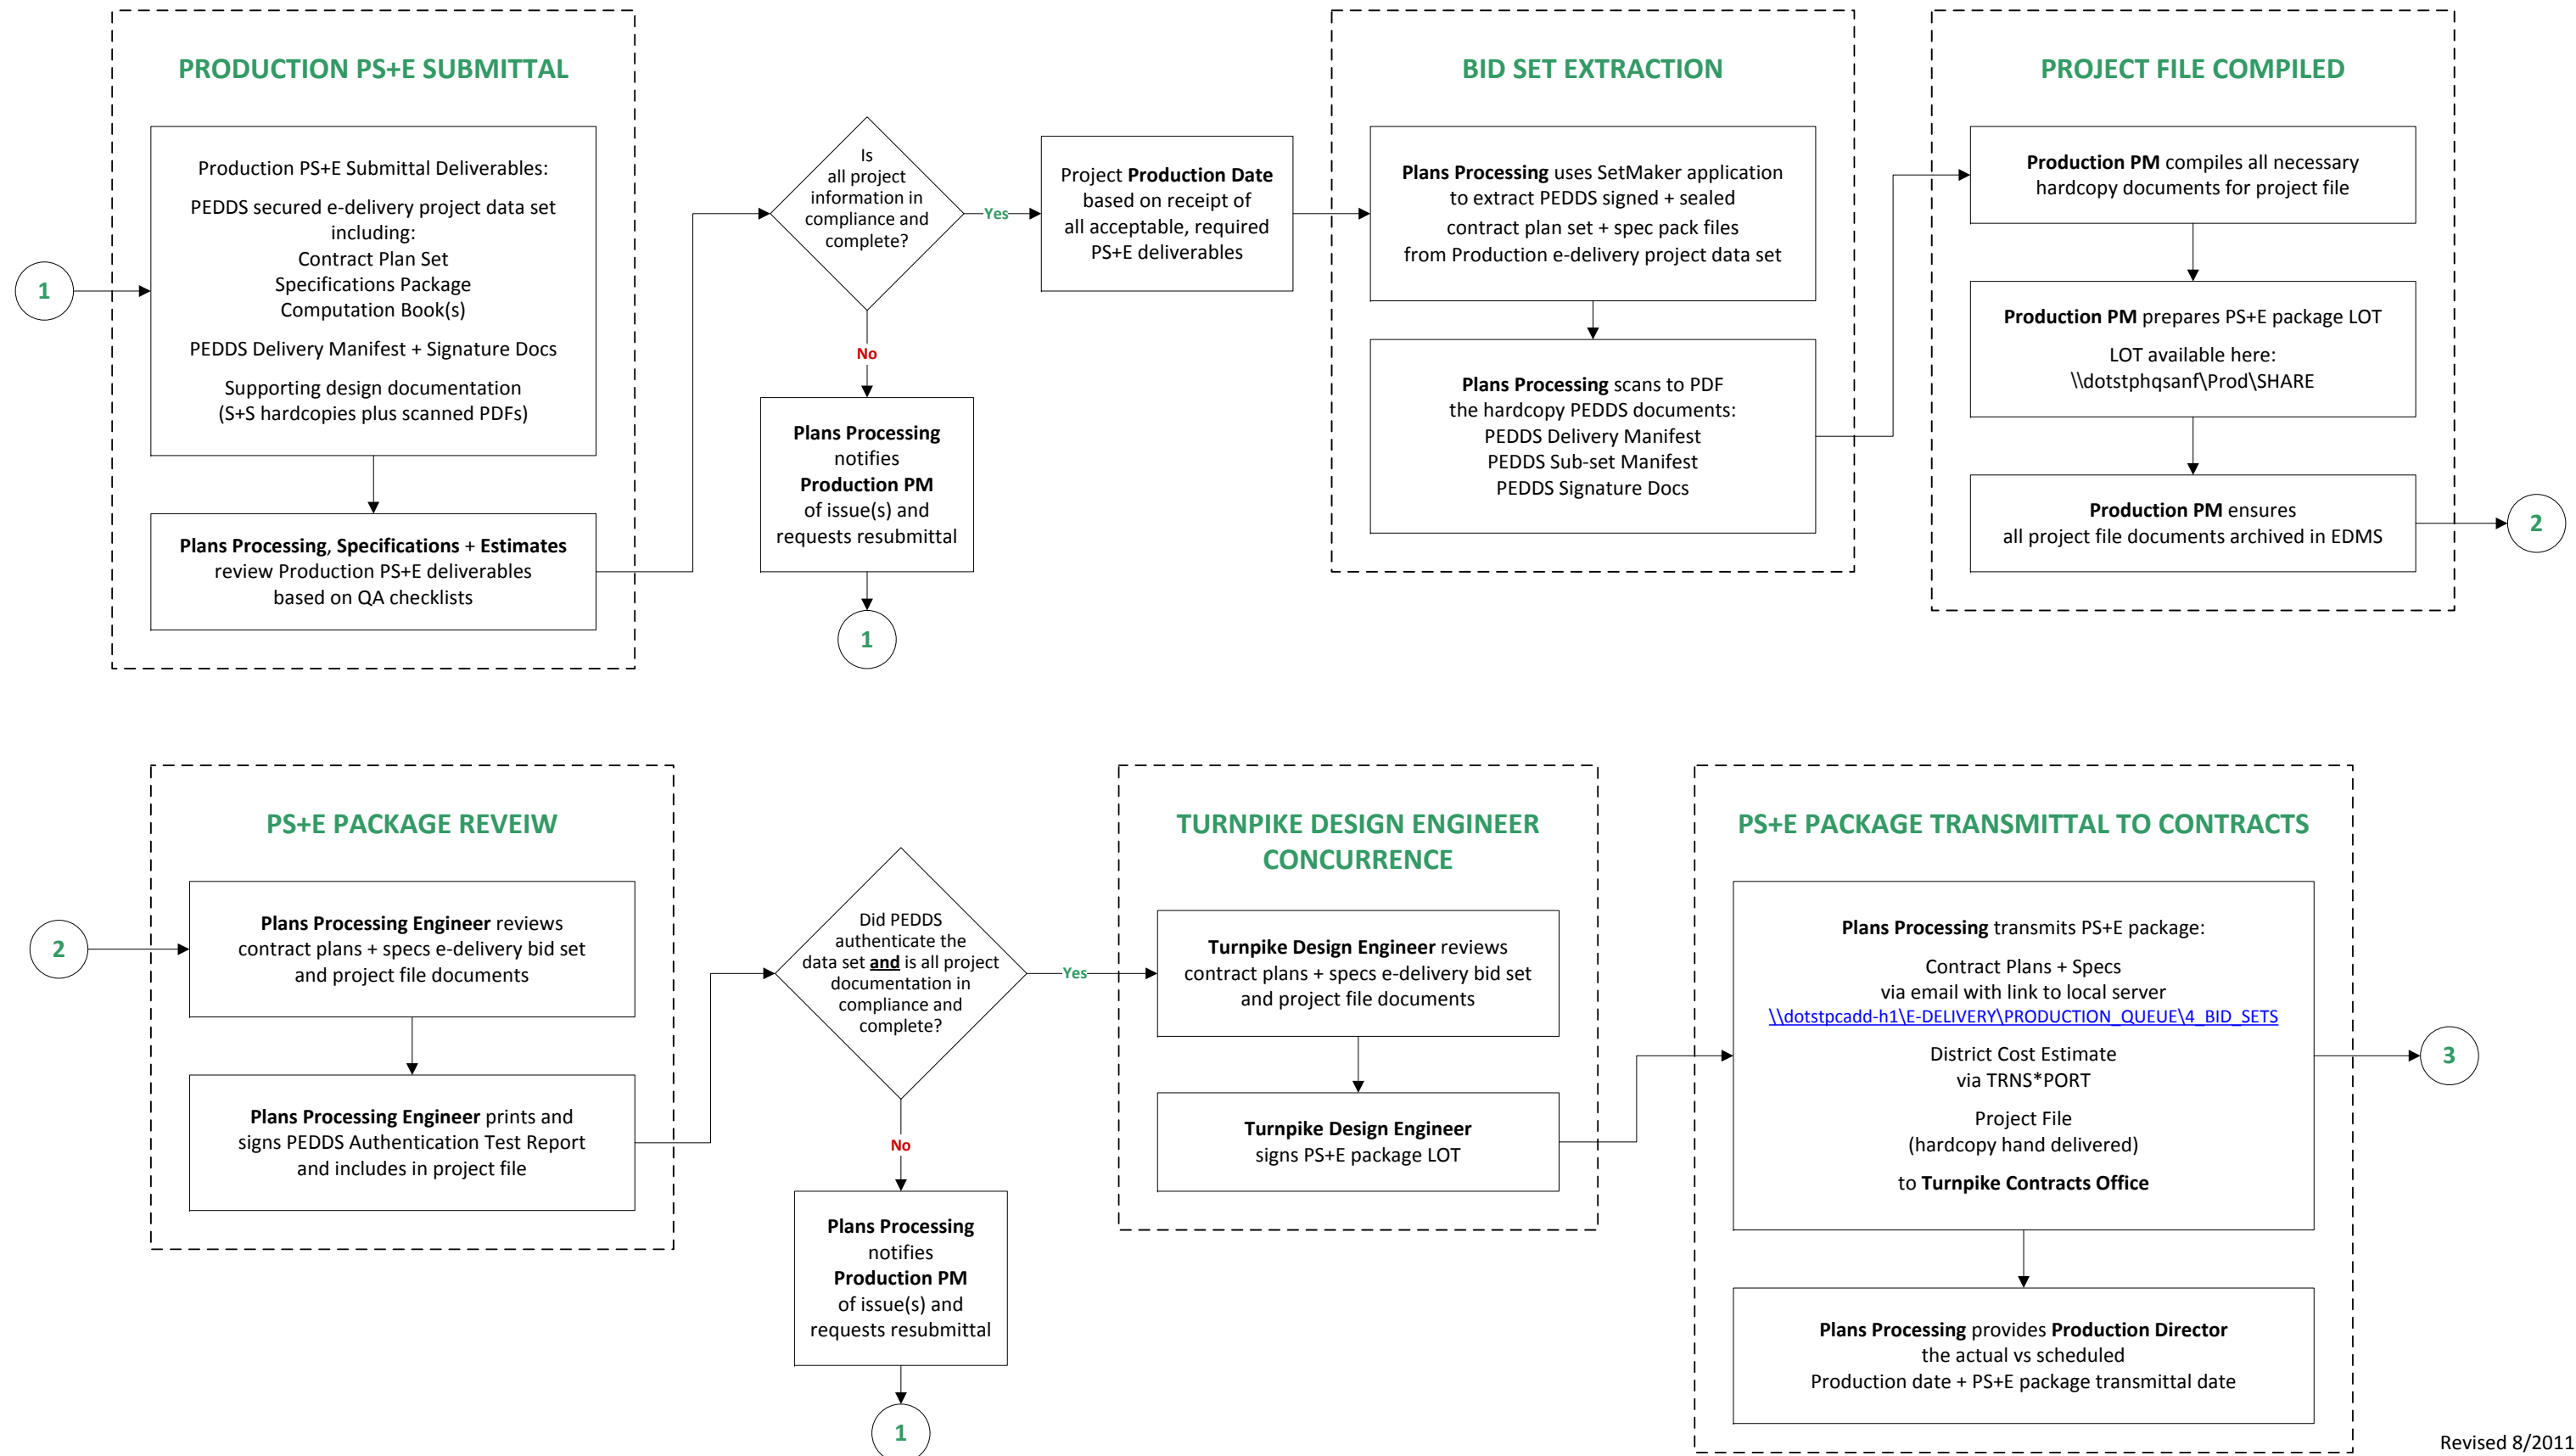 PRODUCTION PS+E SUBMITTAL
1
Production PS+E Submittal Deliverables:
PEDDS secured e-delivery project data set
including:
Contract Plan Set
Specifications Package
Computation Book(s)
PEDDS Delivery Manifest + Signature Docs
Supporting design documentation
(S+S hardcopies plus scanned PDFs)
Plans Processing, Specifications + Estimates
review Production PS+E deliverables
based on QA checklists
Is
all project
information in
compliance and
complete?
Yes
No
Plans Processing
notifies
Production PM
of issue(s) and
requests resubmittal
1
Project Production Date
based on receipt of
all acceptable, required
PS+E deliverables
BID SET EXTRACTION
Plans Processing uses SetMaker application
to extract PEDDS signed + sealed
contract plan set + spec pack files
from Production e-delivery project data set
Plans Processing scans to PDF
the hardcopy PEDDS documents:
PEDDS Delivery Manifest
PEDDS Sub-set Manifest
PEDDS Signature Docs
PROJECT FILE COMPILED
Production PM compiles all necessary
hardcopy documents for project file
Production PM prepares PS+E package LOT
LOT available here:
\\dotstphqsanf\Prod\SHARE
Production PM ensures
all project file documents archived in EDMS
2
PS+E PACKAGE REVEIW
2
Plans Processing Engineer reviews
contract plans + specs e-delivery bid set
and project file documents
Plans Processing Engineer prints and
signs PEDDS Authentication Test Report
and includes in project file
Did PEDDS
authenticate the
data set and is all project
documentation in
compliance and
complete?
Yes
No
Plans Processing
notifies
Production PM
of issue(s) and
requests resubmittal
1
TURNPIKE DESIGN ENGINEER
CONCURRENCE
Turnpike Design Engineer reviews
contract plans + specs e-delivery bid set
and project file documents
Turnpike Design Engineer
signs PS+E package LOT
PS+E PACKAGE TRANSMITTAL TO CONTRACTS
Plans Processing transmits PS+E package:
Contract Plans + Specs
via email with link to local server
\\dotstpcadd-h1\E-DELIVERY\PRODUCTION_QUEUE\4_BID_SETS
District Cost Estimate
via TRNS*PORT
Project File
(hardcopy hand delivered)
to Turnpike Contracts Office
3
Plans Processing provides Production Director
the actual vs scheduled
Production date + PS+E package transmittal date
Revised 8/2011